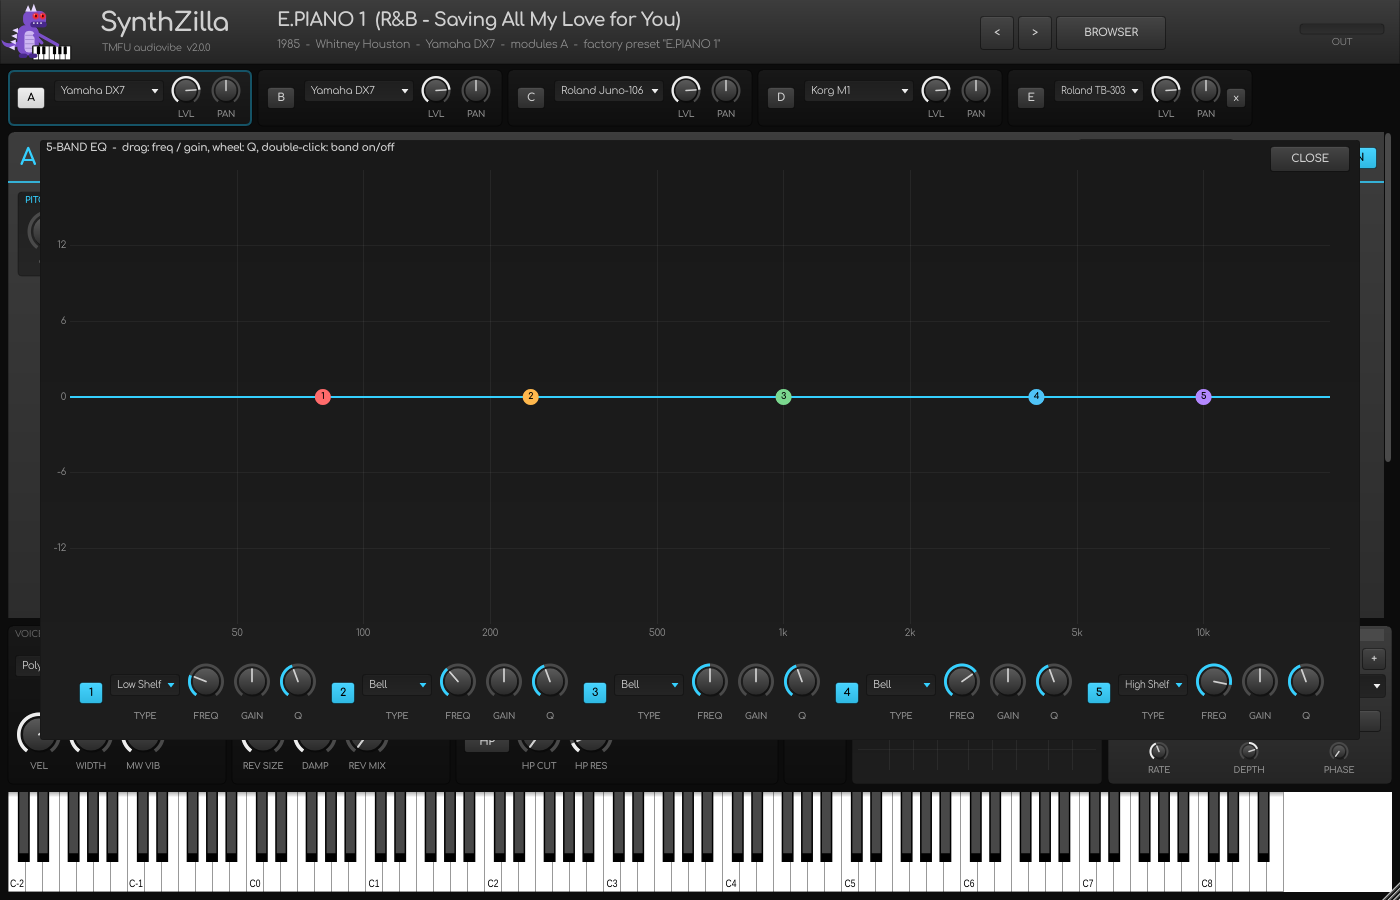 SynthZilla
TMFU audiovibe v2.0.0
E.PIANO 1 (R&B - Saving All My Love for You)
1985 - Whitney Houston - Yamaha DX7 - modules A - factory preset "E.PIANO 1"
< > BROWSER
OUT
A Yamaha DX7 LVL PAN
B Yamaha DX7 LVL PAN
C Roland Juno-106 LVL PAN
D Korg M1 LVL PAN
E Roland TB-303 LVL PAN x
A
5-BAND EQ - drag: freq / gain, wheel: Q, double-click: band on/off
CLOSE
12
6
0
-6
-12
1 2 3 4 5
50 100 200 500 1k 2k 5k 10k
1 Low Shelf TYPE FREQ GAIN Q
2 Bell TYPE FREQ GAIN Q
3 Bell TYPE FREQ GAIN Q
4 Bell TYPE FREQ GAIN Q
5 High Shelf TYPE FREQ GAIN Q
+
VEL WIDTH MW VIB
REV SIZE DAMP REV MIX
HP
HP CUT HP RES
RATE DEPTH PHASE
C-2 C-1 C0 C1 C2 C3 C4 C5 C6 C7 C8